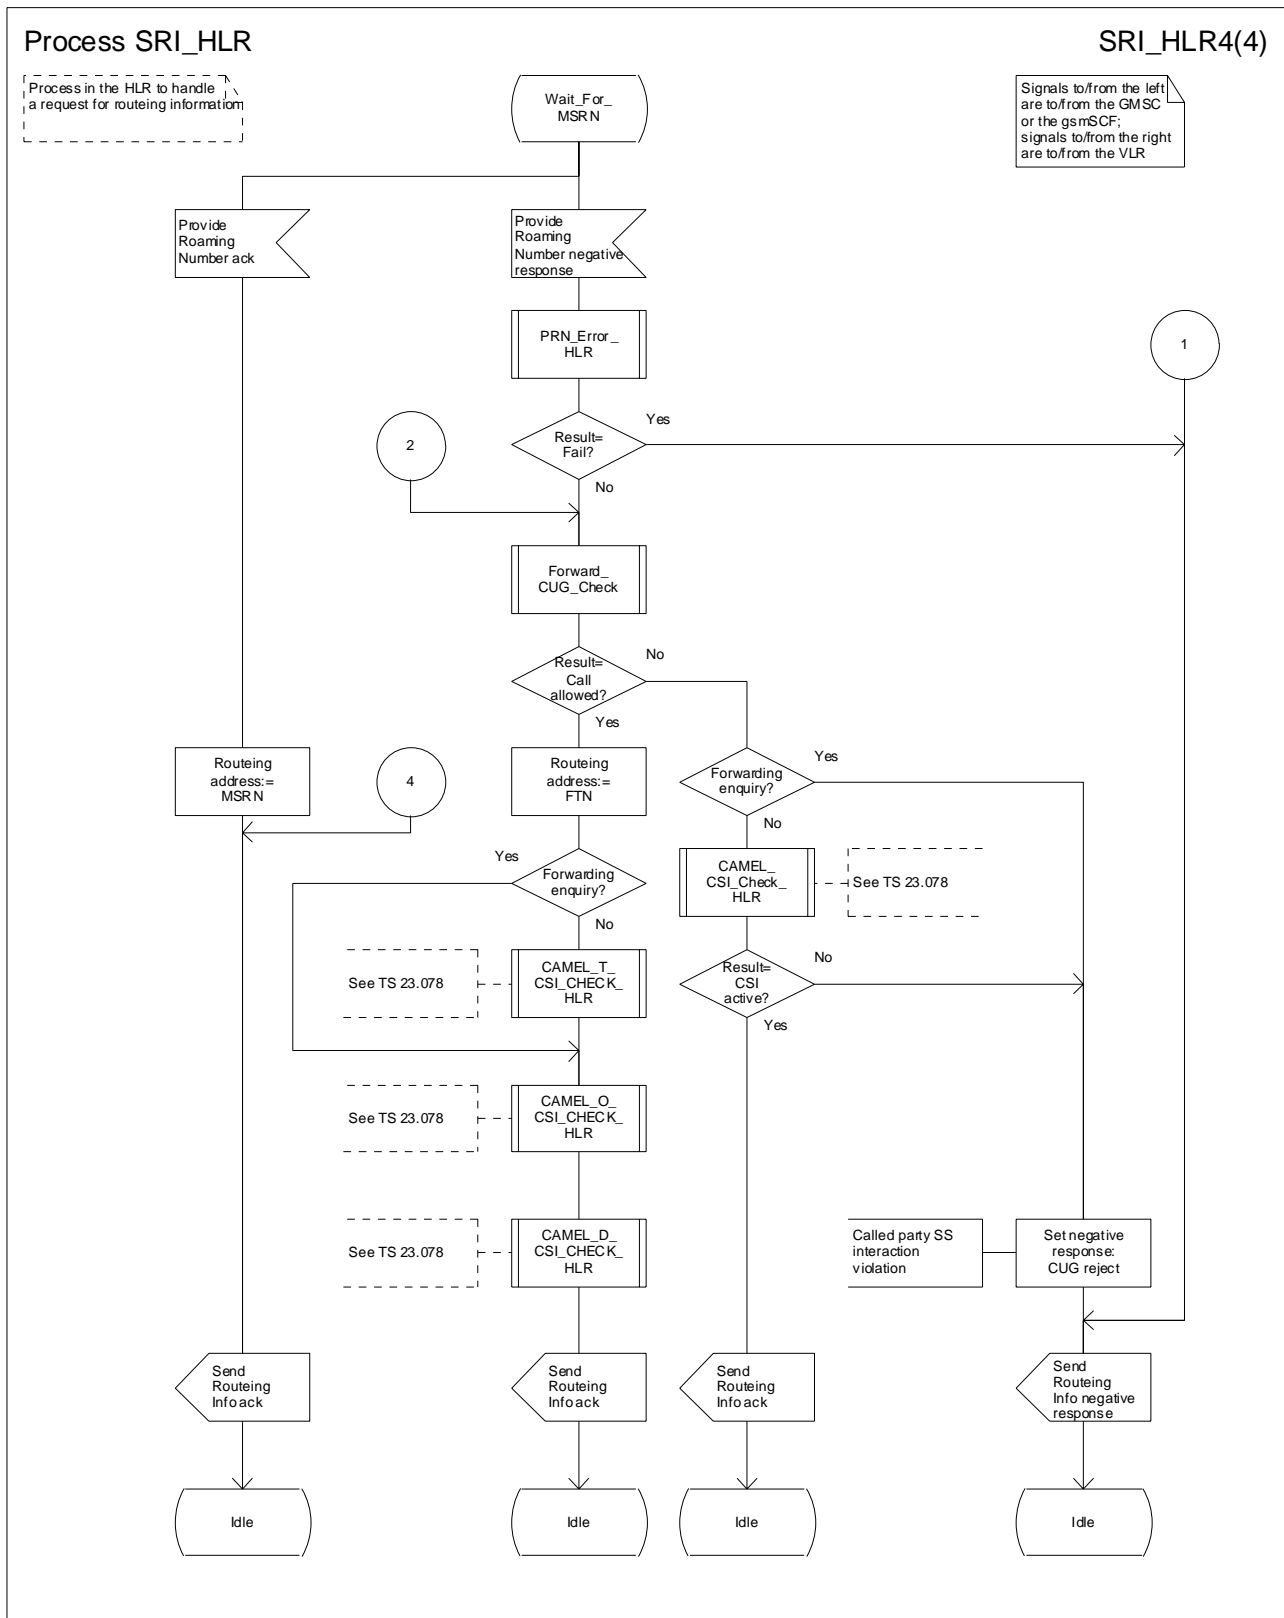 Process SRI_HLR
SRI_HLR4(4)
Process in the HLR to handle
a request for routeing information
Wait_For_
MSRN
Signals to/from the left
are to/from the GMSC
or the gsmSCF;
signals to/from the right
are to/from the VLR
Provide
Roaming
Number ack
Provide
Roaming
Number negative
response
PRN_Error_
HLR
1
2
Result=
Fail?
Yes
No
Forward_
CUG_Check
Result=
Call
allowed?
No
Yes
Routeing
address:=
MSRN
4
Routeing
address:=
FTN
Forwarding
enquiry?
Yes
No
Yes
Forwarding
enquiry?
No
CAMEL_
CSI_Check_
HLR
See TS 23.078
See TS 23.078
CAMEL_T_
CSI_CHECK_
HLR
Result=
CSI
active?
No
Yes
See TS 23.078
CAMEL_O_
CSI_CHECK_
HLR
See TS 23.078
CAMEL_D_
CSI_CHECK_
HLR
Called party SS
interaction
violation
Set negative
response:
CUG reject
Send
Routeing
Info ack
Send
Routeing
Info ack
Send
Routeing
Info ack
Send
Routeing
Info negative
response
Idle
Idle
Idle
Idle